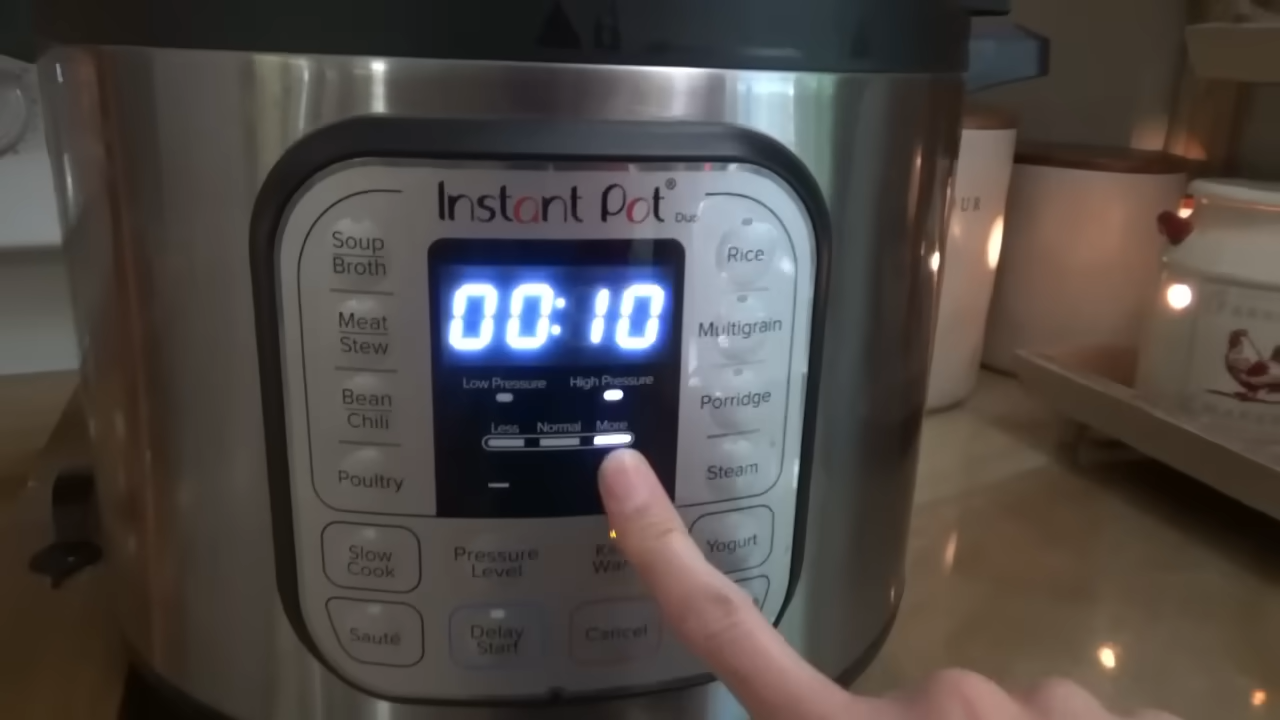 Instant Pot®
Duo
Soup
Broth
Meat
Stew
Bean
Chili
Poultry
00:10
Low Pressure
High Pressure
Less
Normal
More
Rice
Multigrain
Porridge
Steam
Slow
Cook
Pressure
Level
Yogurt
Sauté
Delay
Start
Cancel